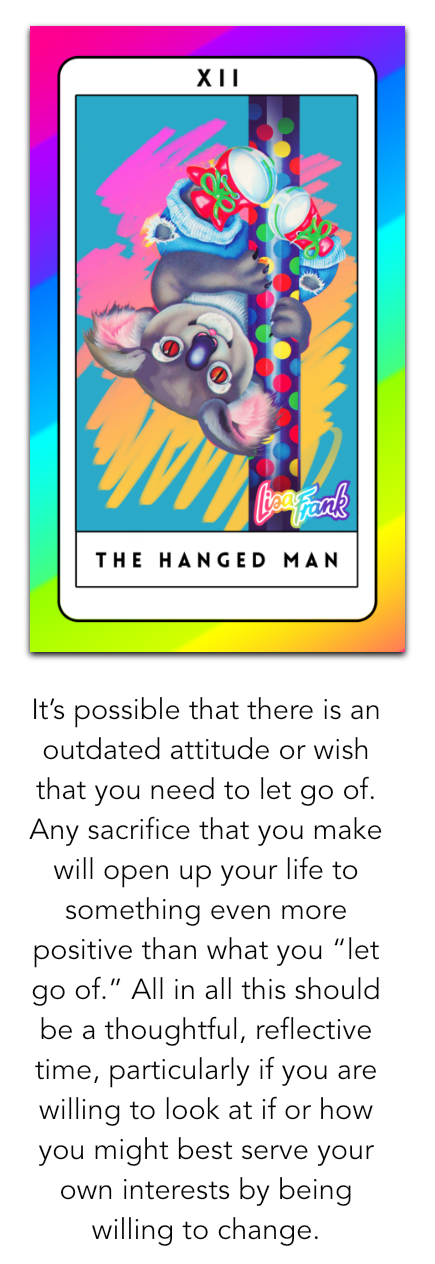 XII
Lisa Frank
THE HANGED MAN
It’s possible that there is an
outdated attitude or wish
that you need to let go of.
Any sacrifice that you make
will open up your life to
something even more
positive than what you “let
go of.” All in all this should
be a thoughtful, reflective
time, particularly if you are
willing to look at if or how
you might best serve your
own interests by being
willing to change.